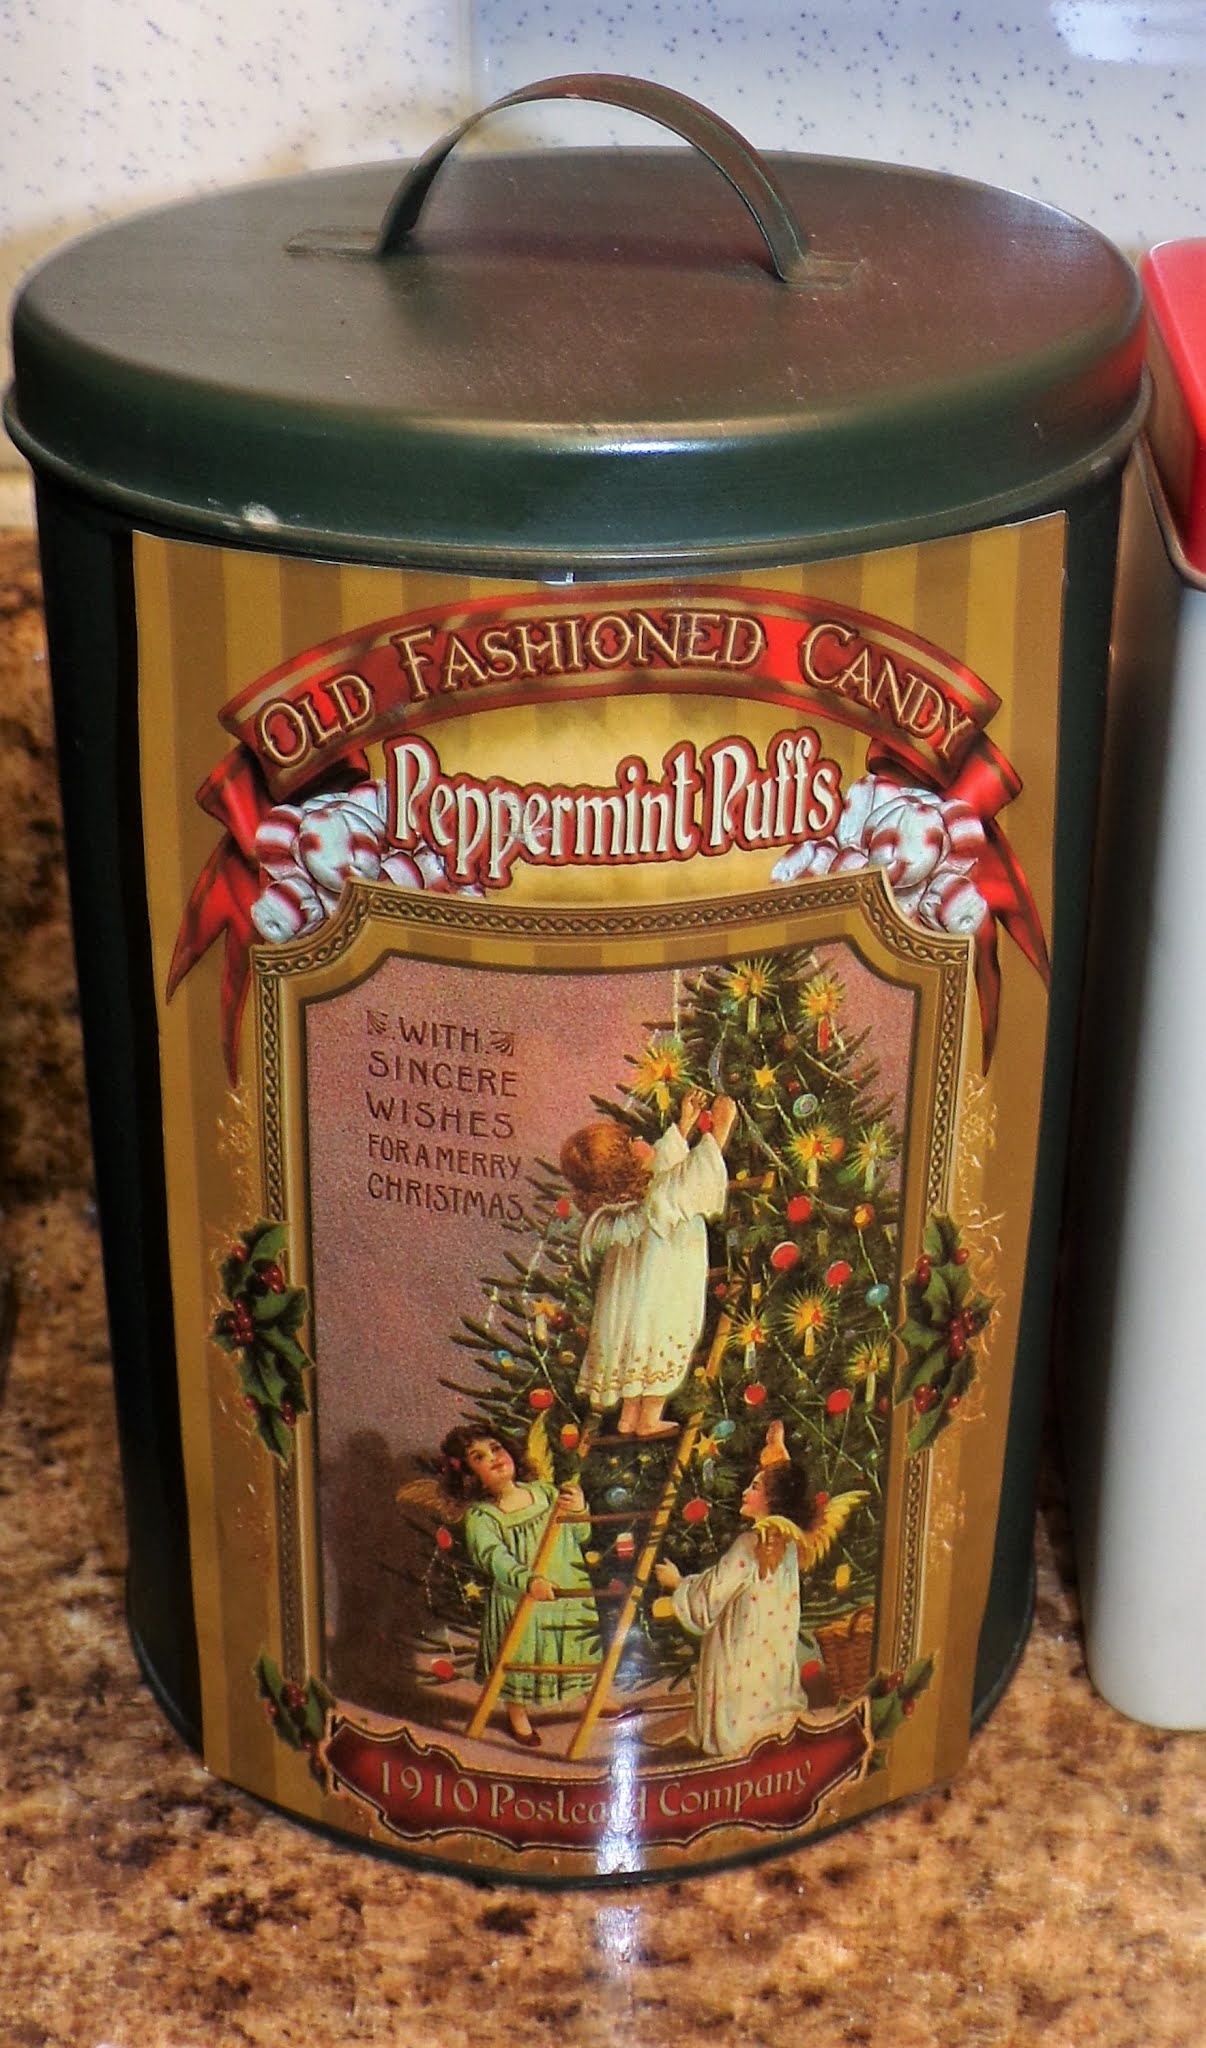 OLD FASHIONED CANDY
Peppermint Puffs
WITH
SINCERE
WISHES
FOR A MERRY
CHRISTMAS
1910 Postcard Company